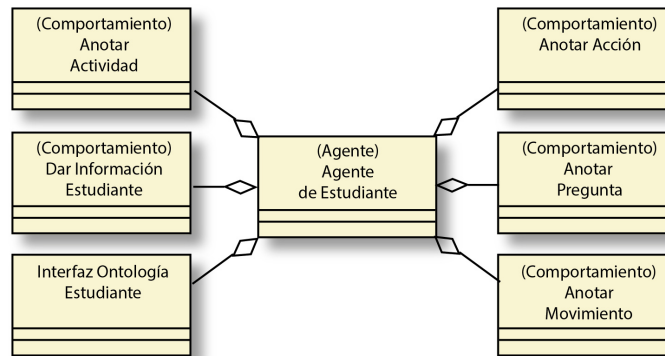 (Comportamiento)
Anotar
Actividad
(Comportamiento)
Dar Información
Estudiante
Interfaz Ontología
Estudiante
(Agente)
Agente
de Estudiante
(Comportamiento)
Anotar Acción
(Comportamiento)
Anotar
Pregunta
(Comportamiento)
Anotar
Movimiento